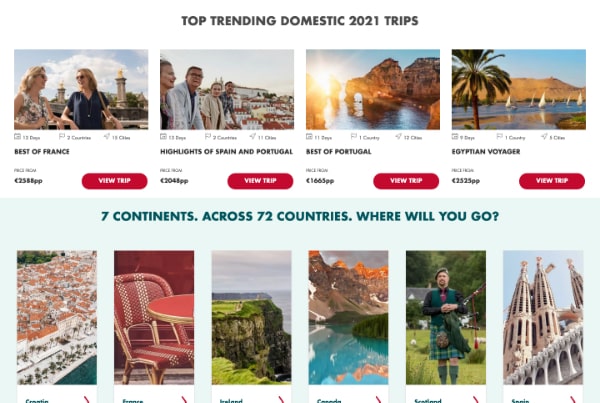 TOP TRENDING DOMESTIC 2021 TRIPS
12 Days 2 Countries 15 Cities
BEST OF FRANCE
PRICE FROM
€2588pp VIEW TRIP
12 Days 2 Countries 11 Cities
HIGHLIGHTS OF SPAIN AND PORTUGAL
PRICE FROM
€2048pp VIEW TRIP
11 Days 1 Country 12 Cities
BEST OF PORTUGAL
PRICE FROM
€1665pp VIEW TRIP
9 Days 1 Country 5 Cities
EGYPTIAN VOYAGER
PRICE FROM
€2525pp VIEW TRIP
7 CONTINENTS. ACROSS 72 COUNTRIES. WHERE WILL YOU GO?
Croatia
France
Ireland
Canada
Scotland
Spain